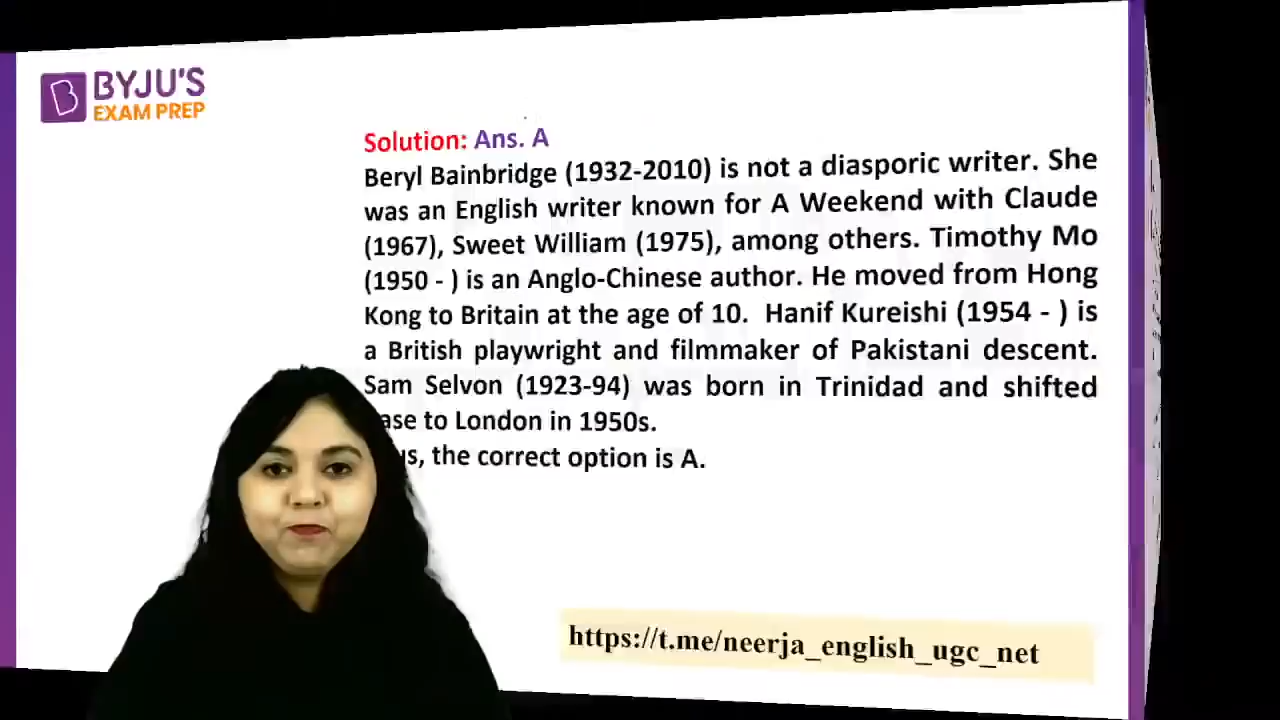 BYJU'S
EXAM PREP
Solution: Ans. A
Beryl Bainbridge (1932-2010) is not a diasporic writer. She
was an English writer known for A Weekend with Claude
(1967), Sweet William (1975), among others. Timothy Mo
(1950 - ) is an Anglo-Chinese author. He moved from Hong
Kong to Britain at the age of 10. Hanif Kureishi (1954 - ) is
a British playwright and filmmaker of Pakistani descent.
Sam Selvon (1923-94) was born in Trinidad and shifted
to London in 1950s.
the correct option is A.
https://t.me/neerja_english_ugc_net